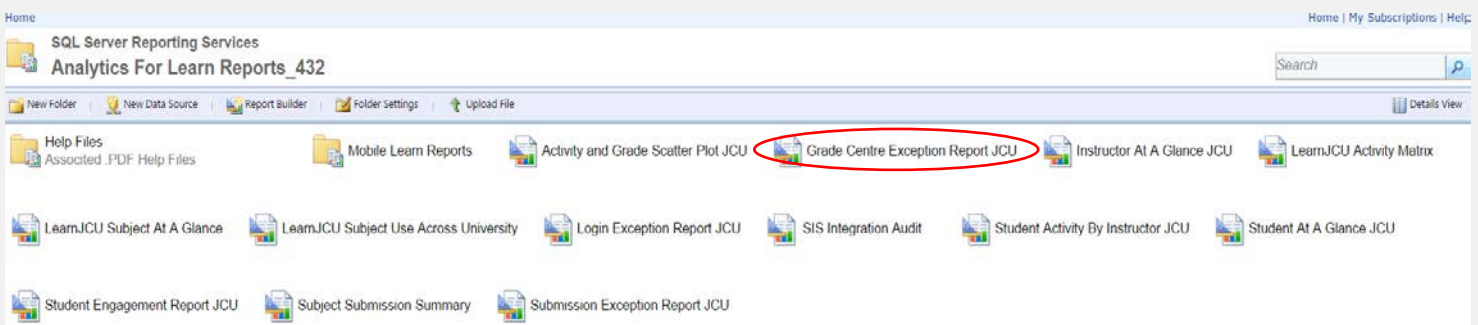 Home Home | My Subscriptions | Help
SQL Server Reporting Services
Analytics For Learn Reports_432
Search
New Folder New Data Source Report Builder Folder Settings Upload File Details View
Help Files
Associted .PDF Help Files
Mobile Learn Reports Activity and Grade Scatter Plot JCU Grade Centre Exception Report JCU Instructor At A Glance JCU LearnJCU Activity Matrix
LearnJCU Subject At A Glance LearnJCU Subject Use Across University Login Exception Report JCU SIS Integration Audit Student Activity By Instructor JCU Student At A Glance JCU
Student Engagement Report JCU Subject Submission Summary Submission Exception Report JCU